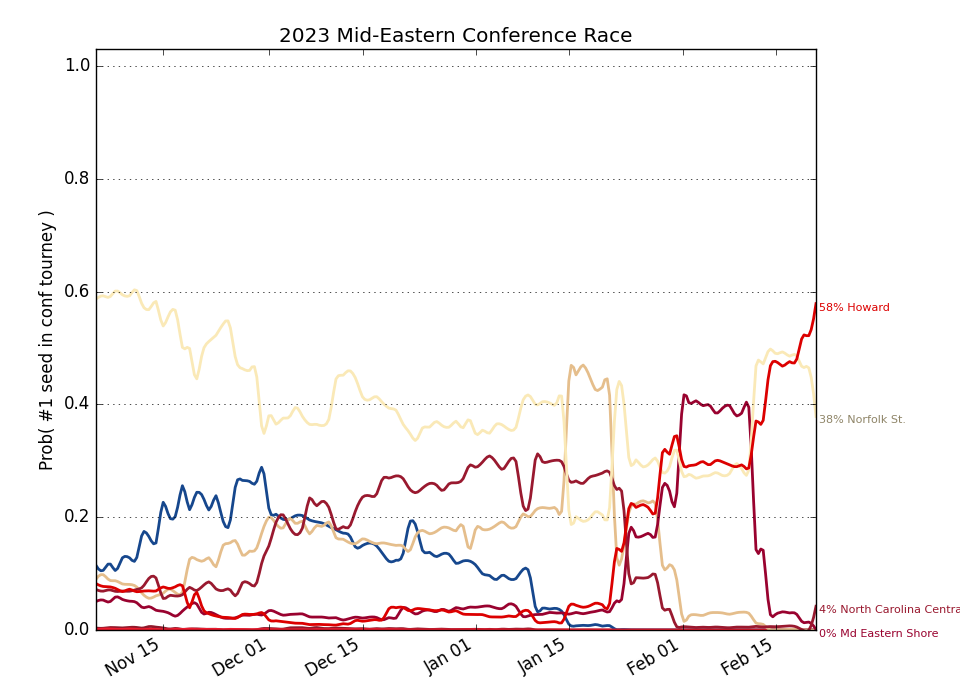 2023 Mid-Eastern Conference Race
Prob( #1 seed in conf tourney )
1.0
0.8
0.6
0.4
0.2
0.0
58% Howard
38% Norfolk St.
4% North Carolina Centra
0% Md Eastern Shore
Nov 15
Dec 01
Dec 15
Jan 01
Jan 15
Feb 01
Feb 15